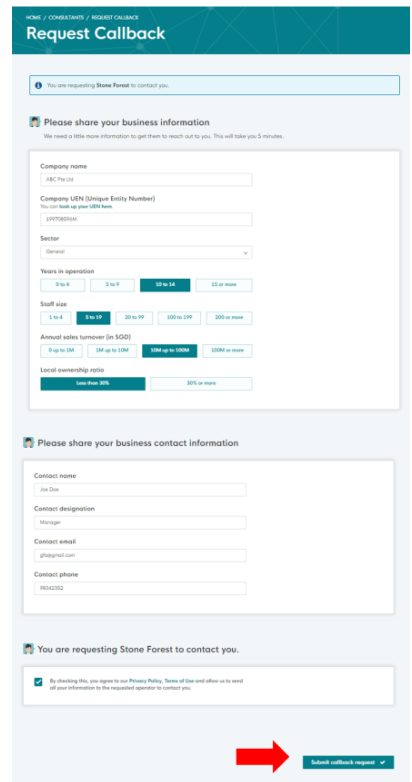 HOME / CONSULTANTS / REQUEST CALLBACK
Request Callback
You are requesting Stone Forest to contact you.
Please share your business information
We need a little more information to get them to reach out to you. This will take you 5 minutes.
Company name
ABC Pte Ltd
Company UEN (Unique Entity Number)
You can look up your UEN here
199758596M
Sector
General
Years in operation
0 to 4 5 to 9 10 to 14 15 or more
Staff size
1 to 4 5 to 19 20 to 99 100 to 199 200 or more
Annual sales turnover (in SGD)
0 up to 1M 1M up to 10M 10M up to 100M 100M or more
Local ownership ratio
Less than 30% 30% or more
Please share your business contact information
Contact name
Joe Doe
Contact designation
Manager
Contact email
Contact phone
98342352
You are requesting Stone Forest to contact you.
By checking this, you agree to our Privacy Policy, Terms of Use and allow us to send
all your information to the requested operator to contact you.
Submit callback request